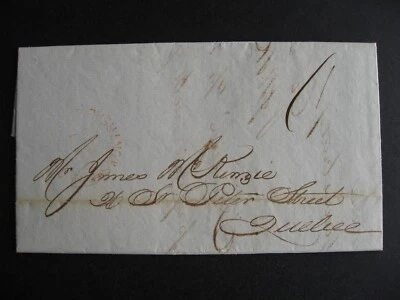 6
Mr James McKenzie
St Peter Street
Quebec